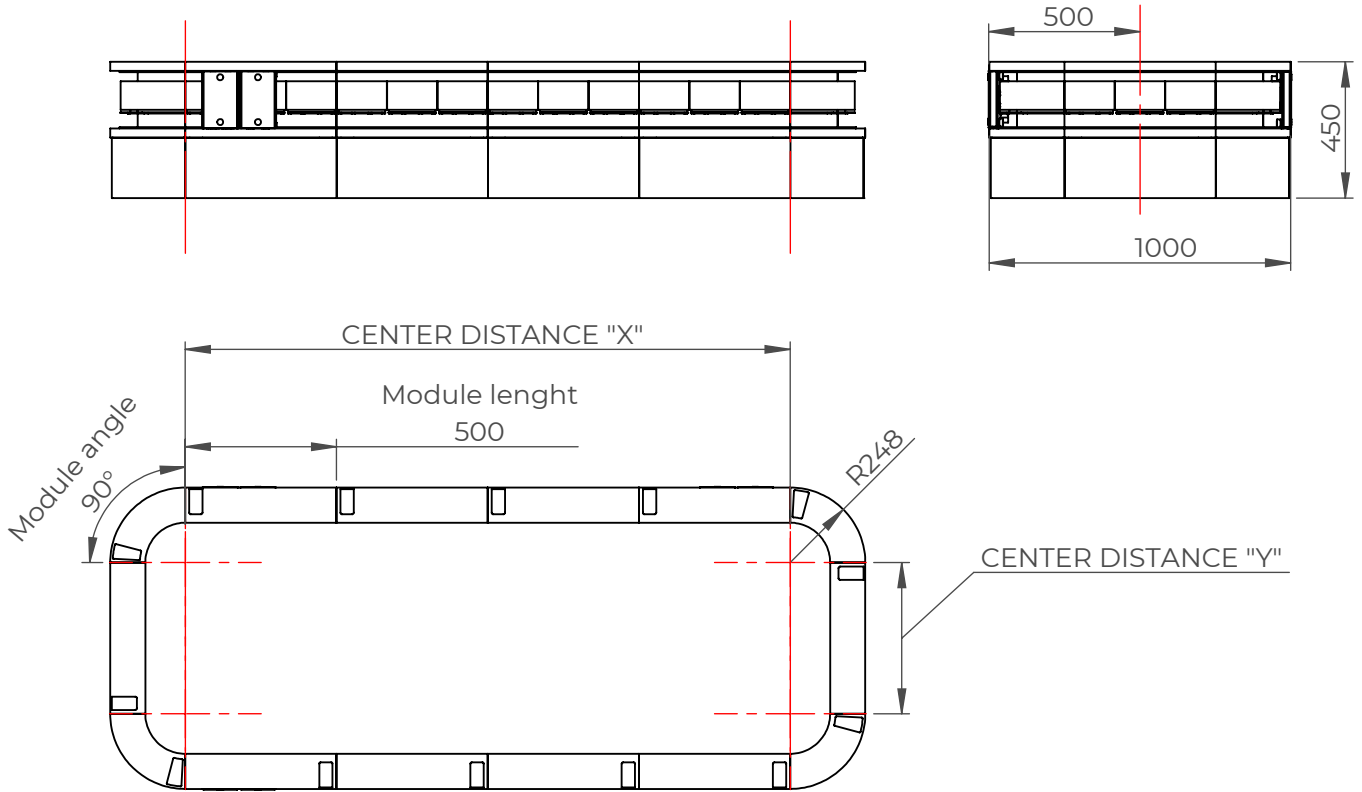 500
450
1000
CENTER DISTANCE "X"
Module lenght
500
Module angle
90°
R248
CENTER DISTANCE "Y"